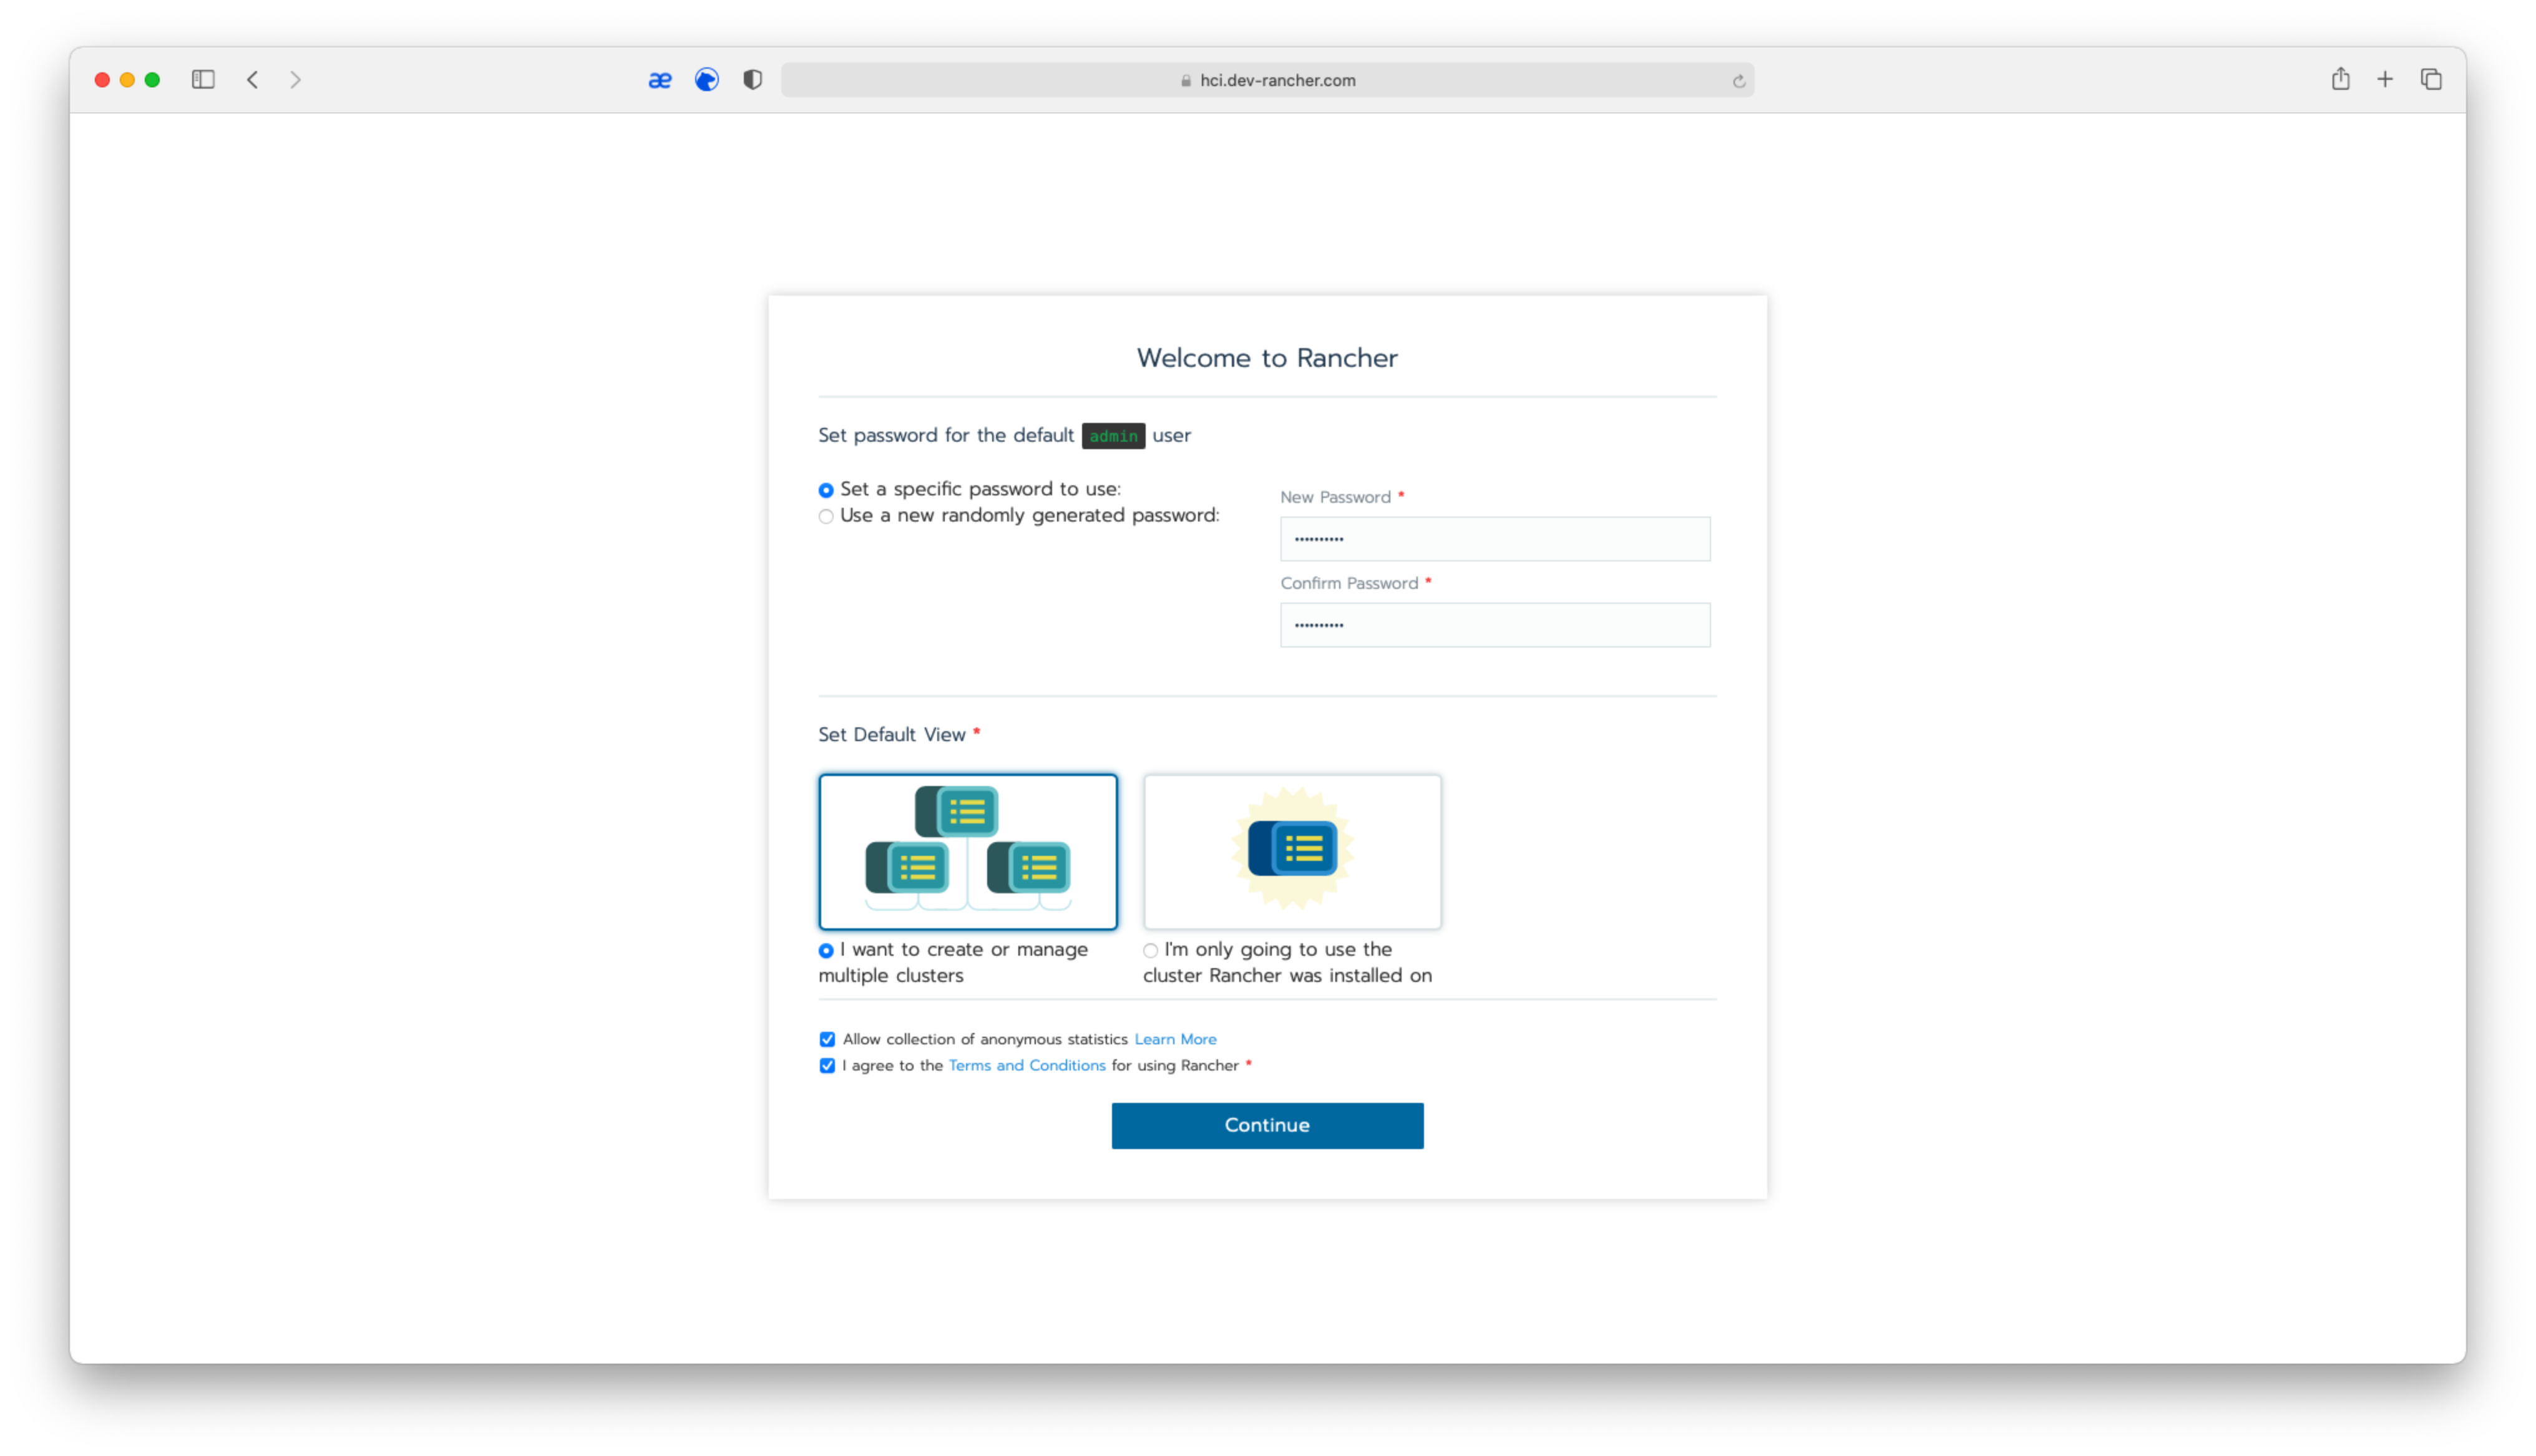 æ
hci.dev-rancher.com
Welcome to Rancher
Set password for the default admin user
Set a specific password to use:
Use a new randomly generated password:
New Password *
••••••••••
Confirm Password *
••••••••••
Set Default View *
I want to create or manage
multiple clusters
I'm only going to use the
cluster Rancher was installed on
Allow collection of anonymous statistics Learn More
I agree to the Terms and Conditions for using Rancher *
Continue